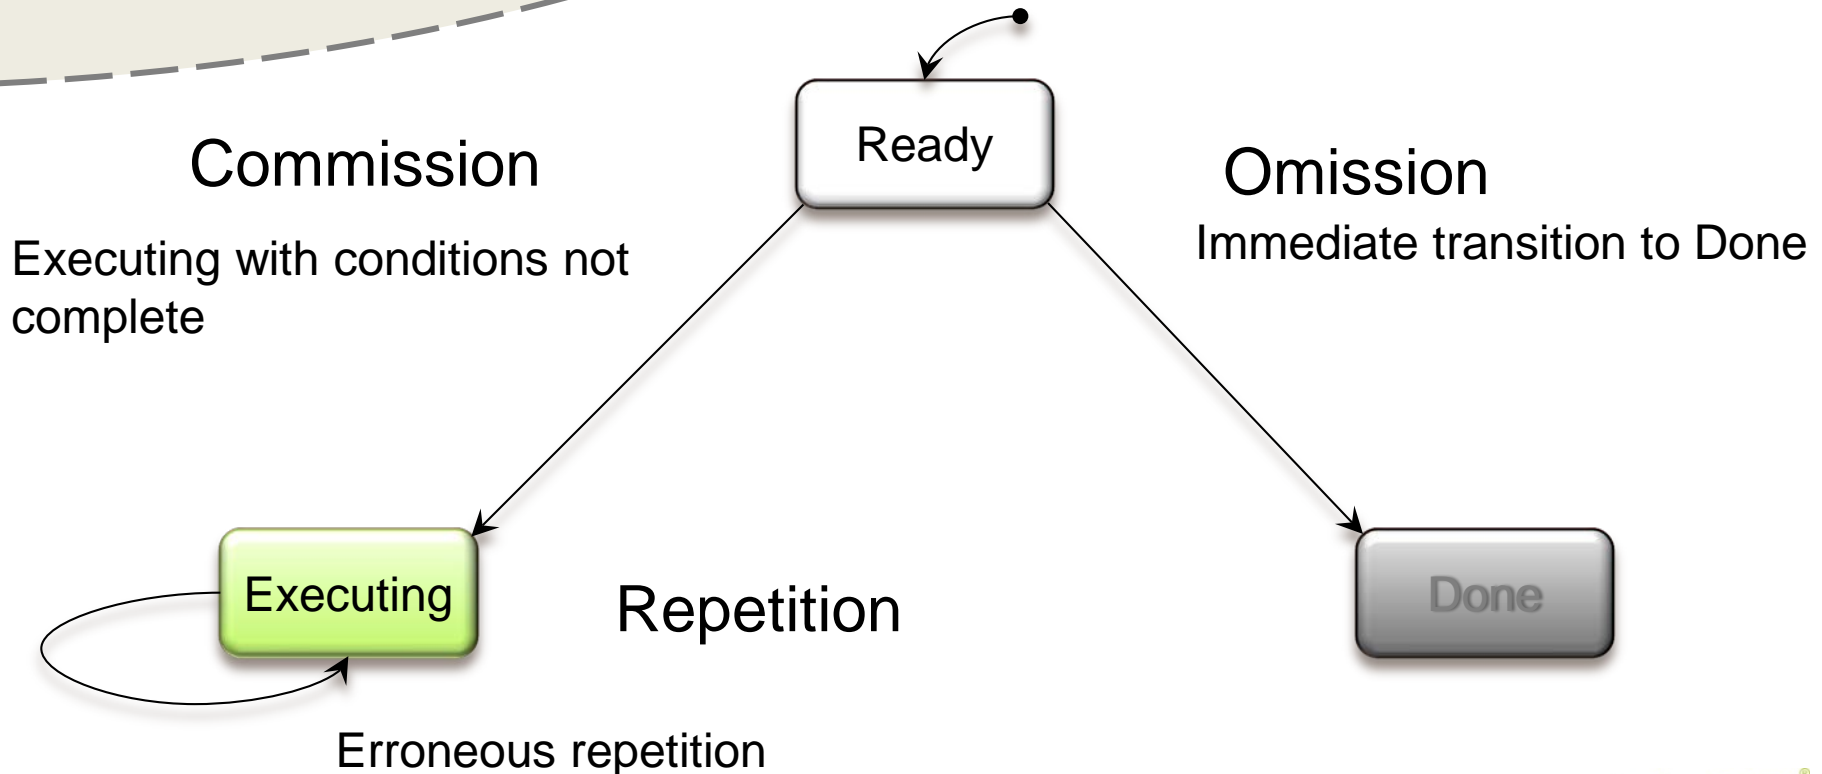 Ready
Commission
Omission
Executing with conditions not
complete
Immediate transition to Done
Executing
Repetition
Done
Erroneous repetition